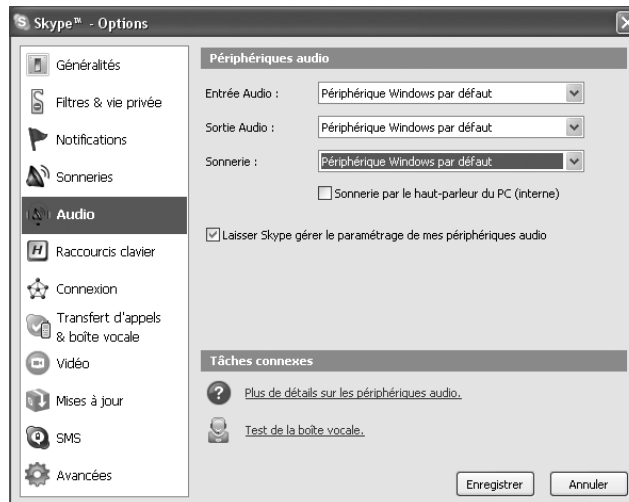 Skype™ - Options
Généralités
Filtres & vie privée
Notifications
Sonneries
Audio
Raccourcis clavier
Connexion
Transfert d'appels
& boîte vocale
Vidéo
Mises à jour
SMS
Avancées
Périphériques audio
Entrée Audio : Périphérique Windows par défaut
Sortie Audio : Périphérique Windows par défaut
Sonnerie : Périphérique Windows par défaut
Sonnerie par le haut-parleur du PC (interne)
Laisser Skype gérer le paramétrage de mes périphériques audio
Tâches connexes
Plus de détails sur les périphériques audio.
Test de la boîte vocale.
Enregistrer Annuler